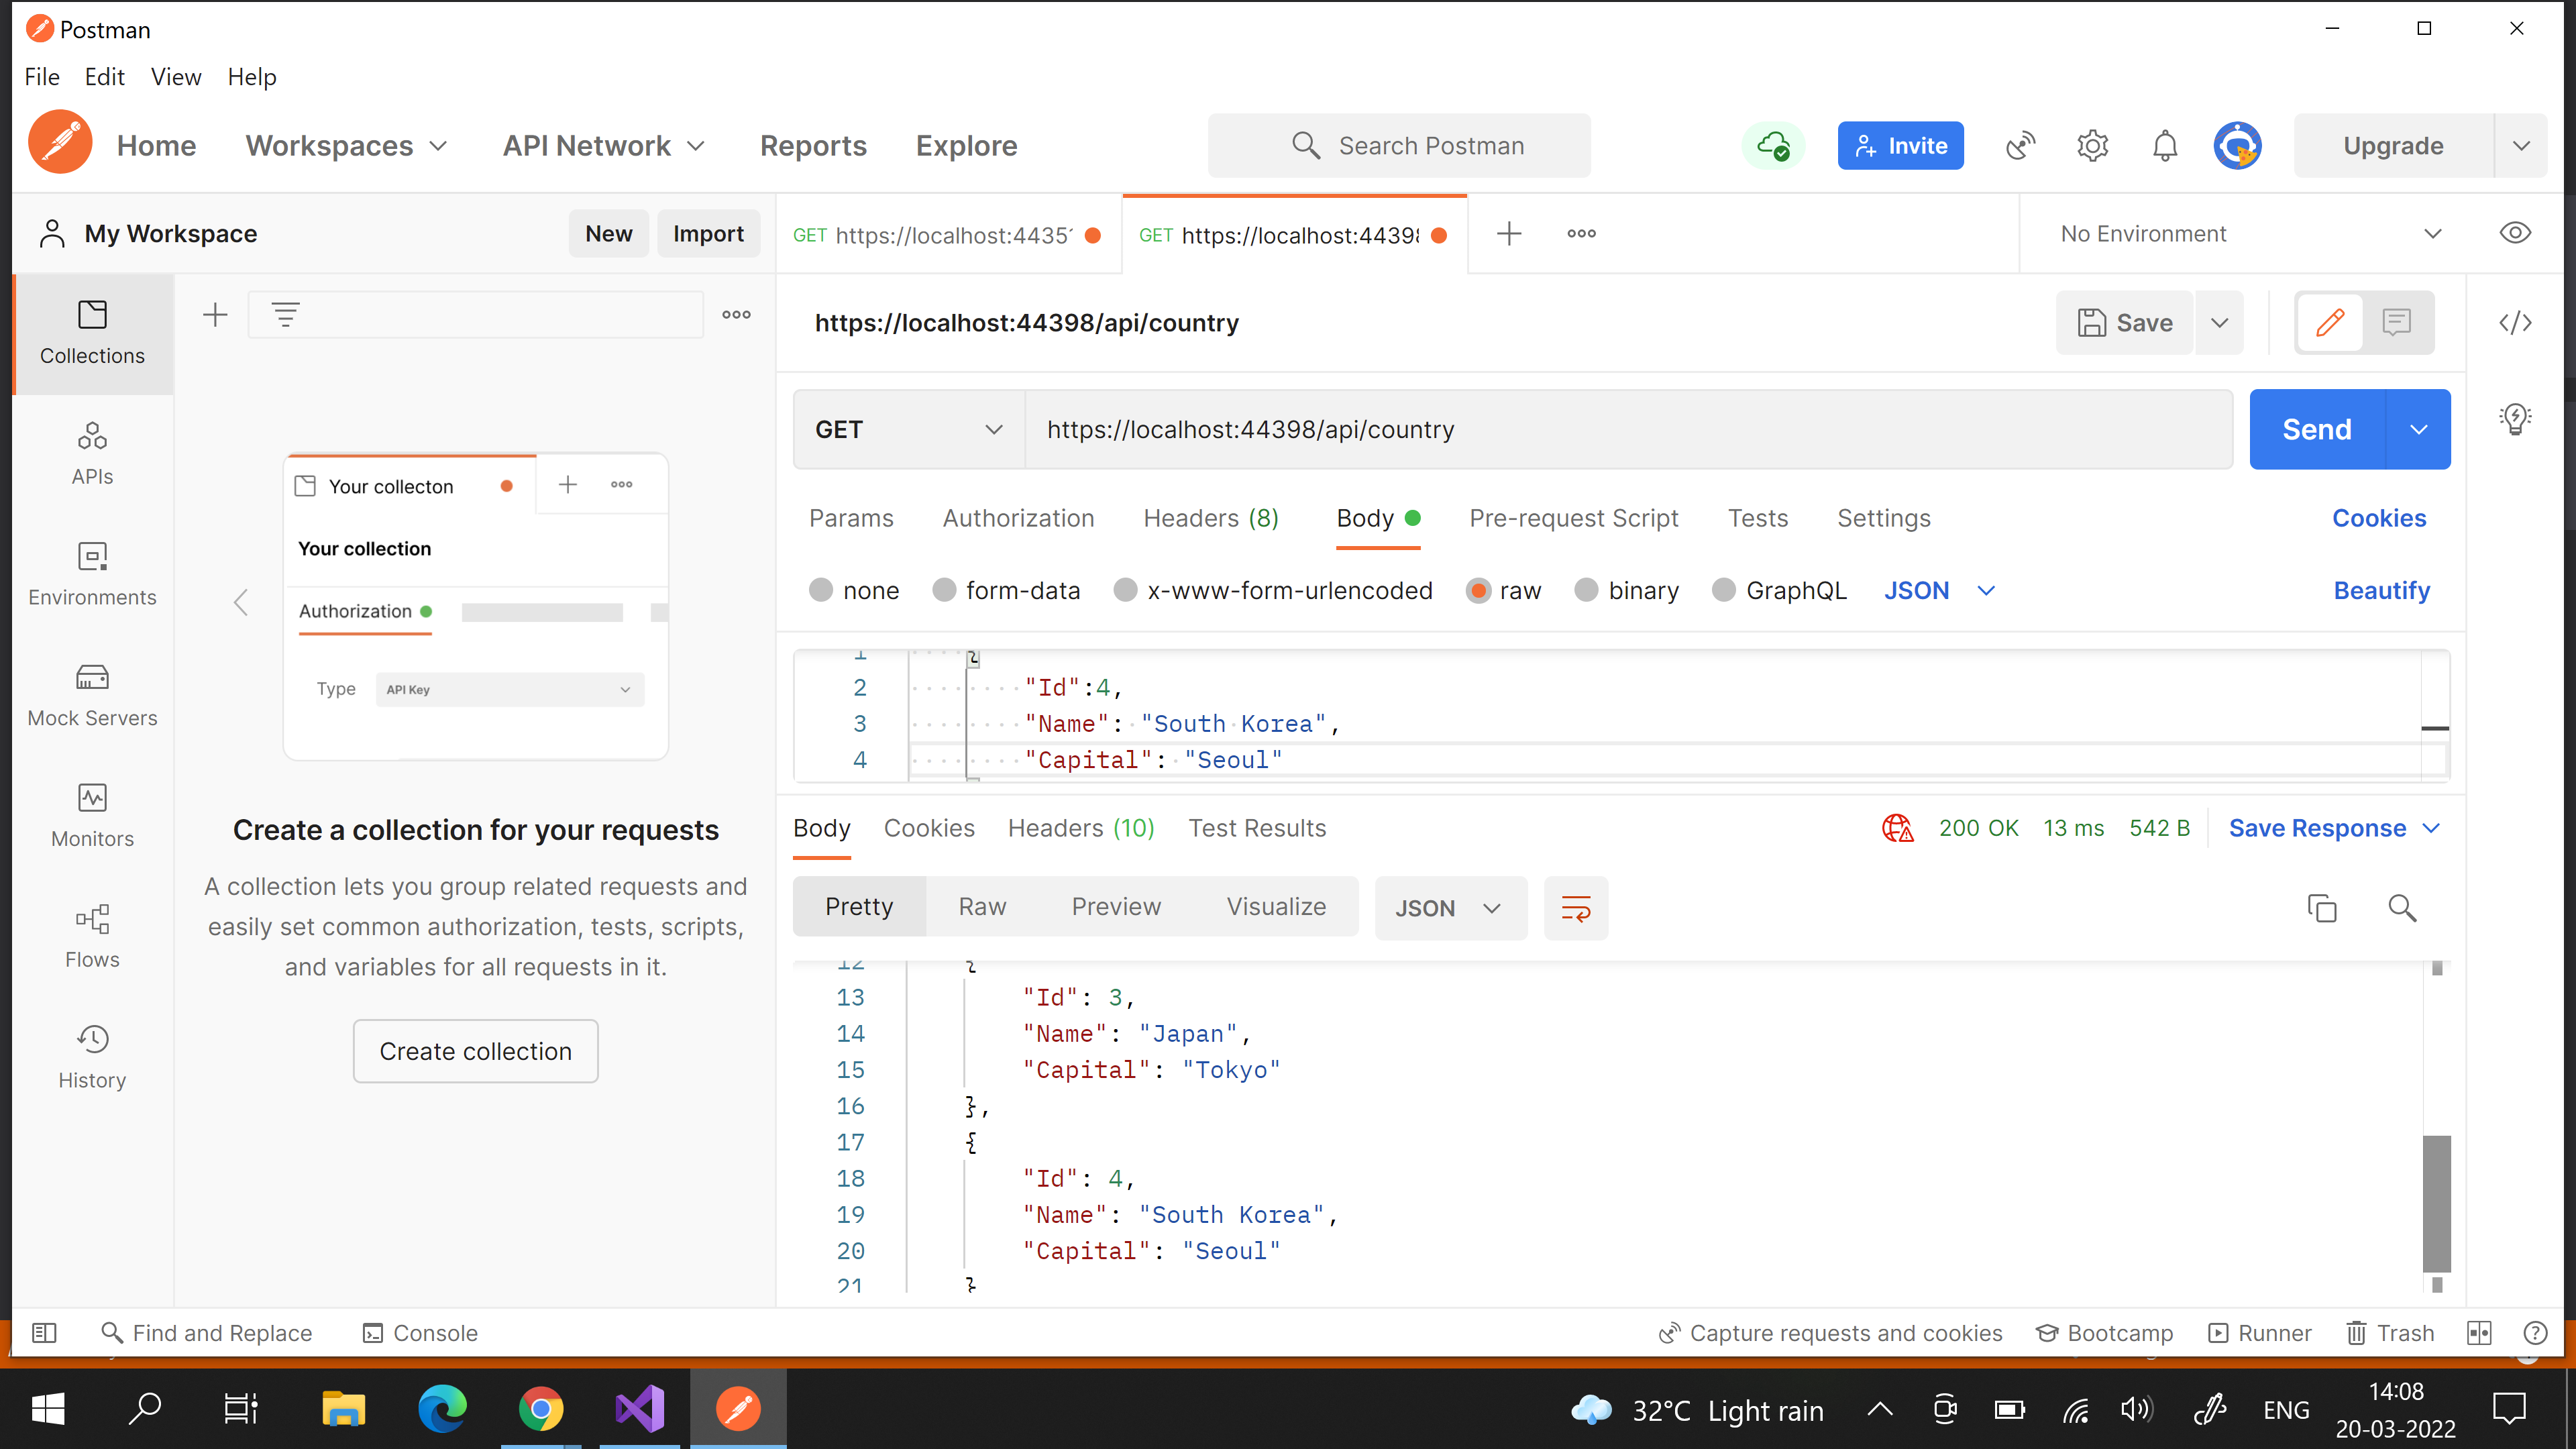 Postman
File Edit View Help
Home Workspaces API Network Reports Explore Search Postman Invite Upgrade
My Workspace New Import GET https://localhost:4435 GET https://localhost:4439 No Environment
https://localhost:44398/api/country Save
Collections
GET https://localhost:44398/api/country Send
APIs
Your collecton
Params Authorization Headers (8) Body Pre-request Script Tests Settings Cookies
Your collection
Environments
none form-data x-www-form-urlencoded raw binary GraphQL JSON Beautify
Authorization
1 {
2 "Id":4,
Type API Key
3 "Name": "South Korea",
Mock Servers
4 "Capital": "Seoul"
Monitors
Create a collection for your requests
Body Cookies Headers (10) Test Results 200 OK 13 ms 542 B Save Response
A collection lets you group related requests and
easily set common authorization, tests, scripts,
and variables for all requests in it.
Pretty Raw Preview Visualize JSON
Flows
12 {
13 "Id": 3,
14 "Name": "Japan",
15 "Capital": "Tokyo"
16 },
17 {
18 "Id": 4,
19 "Name": "South Korea",
20 "Capital": "Seoul"
21 }
Create collection
History
Find and Replace Console Capture requests and cookies Bootcamp Runner Trash
32°C Light rain ENG 14:08
20-03-2022